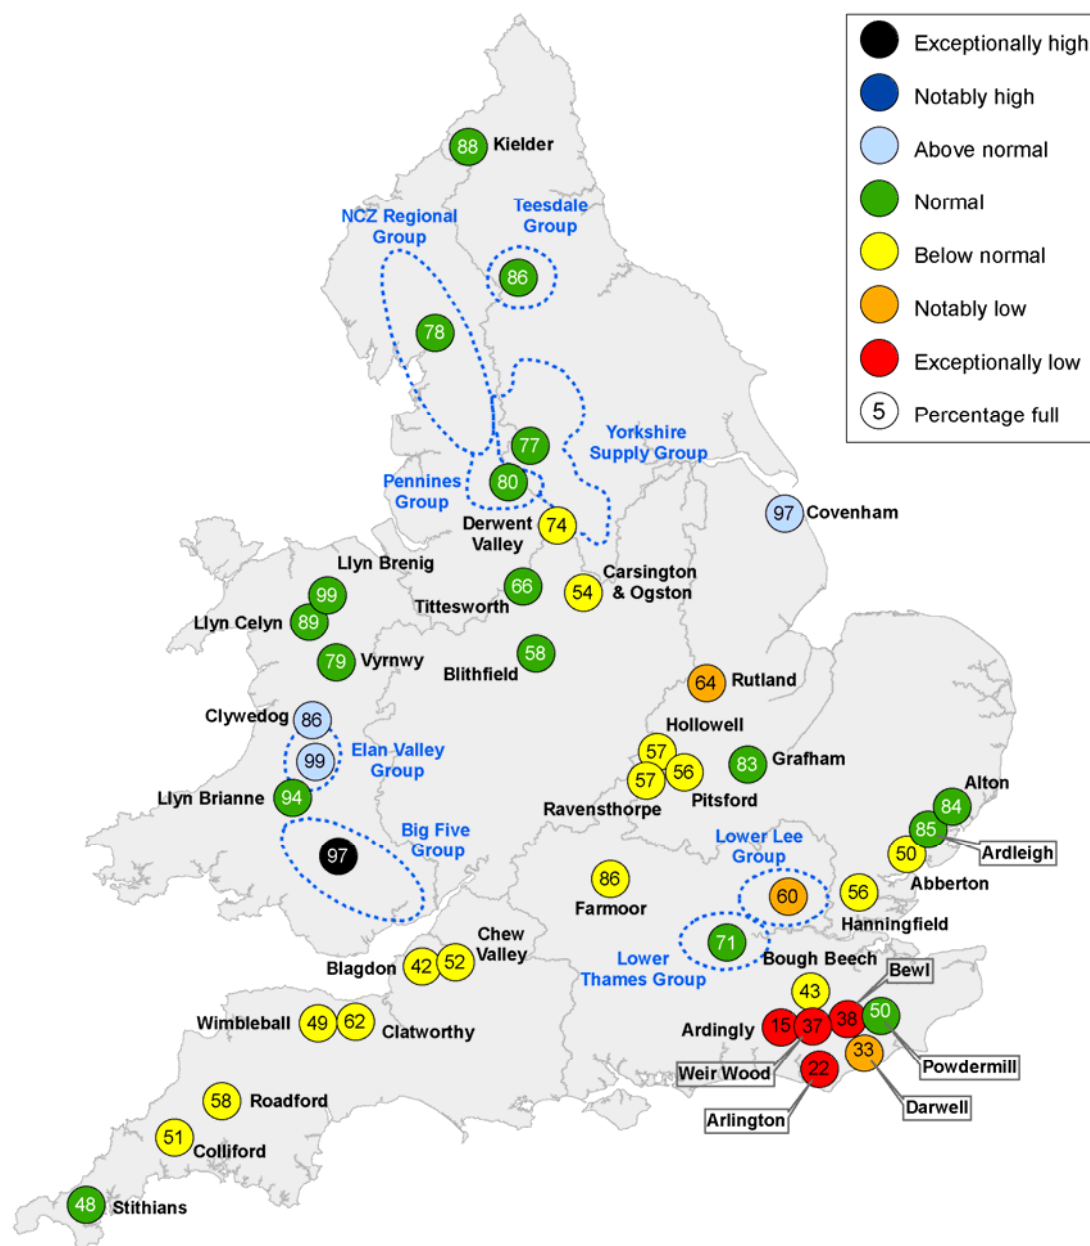 Exceptionally high
Notably high
Above normal
Normal
Below normal
Notably low
Exceptionally low
5 Percentage full
88 Kielder
NCZ Regional
Group
78
Teesdale
Group
86
77
Yorkshire
Supply Group
Pennines
Group
80
Derwent
Valley
74
97 Covenham
Llyn Brenig
99
Llyn Celyn
89
Tittesworth
66
54
Carsington
& Ogston
79 Vyrnwy
Blithfield
58
64 Rutland
Clywedog
86
Elan Valley
Group
99
Hollowell
57
Ravensthorpe
57
56
Pitsford
83 Grafham
Llyn Brianne
94
Big Five
Group
97
Alton
84
85
Ardleigh
50
Abberton
56
Hanningfield
Lower Lee
Group
60
86
Farmoor
71
Lower
Thames Group
Blagdon
42
52
Chew
Valley
Bough Beech
43
Bewl
38
Ardingly
15
37
Weir Wood
50
Powdermill
33
Darwell
22
Arlington
Wimbleball
49
62
Clatworthy
58 Roadford
51
Colliford
48 Stithians